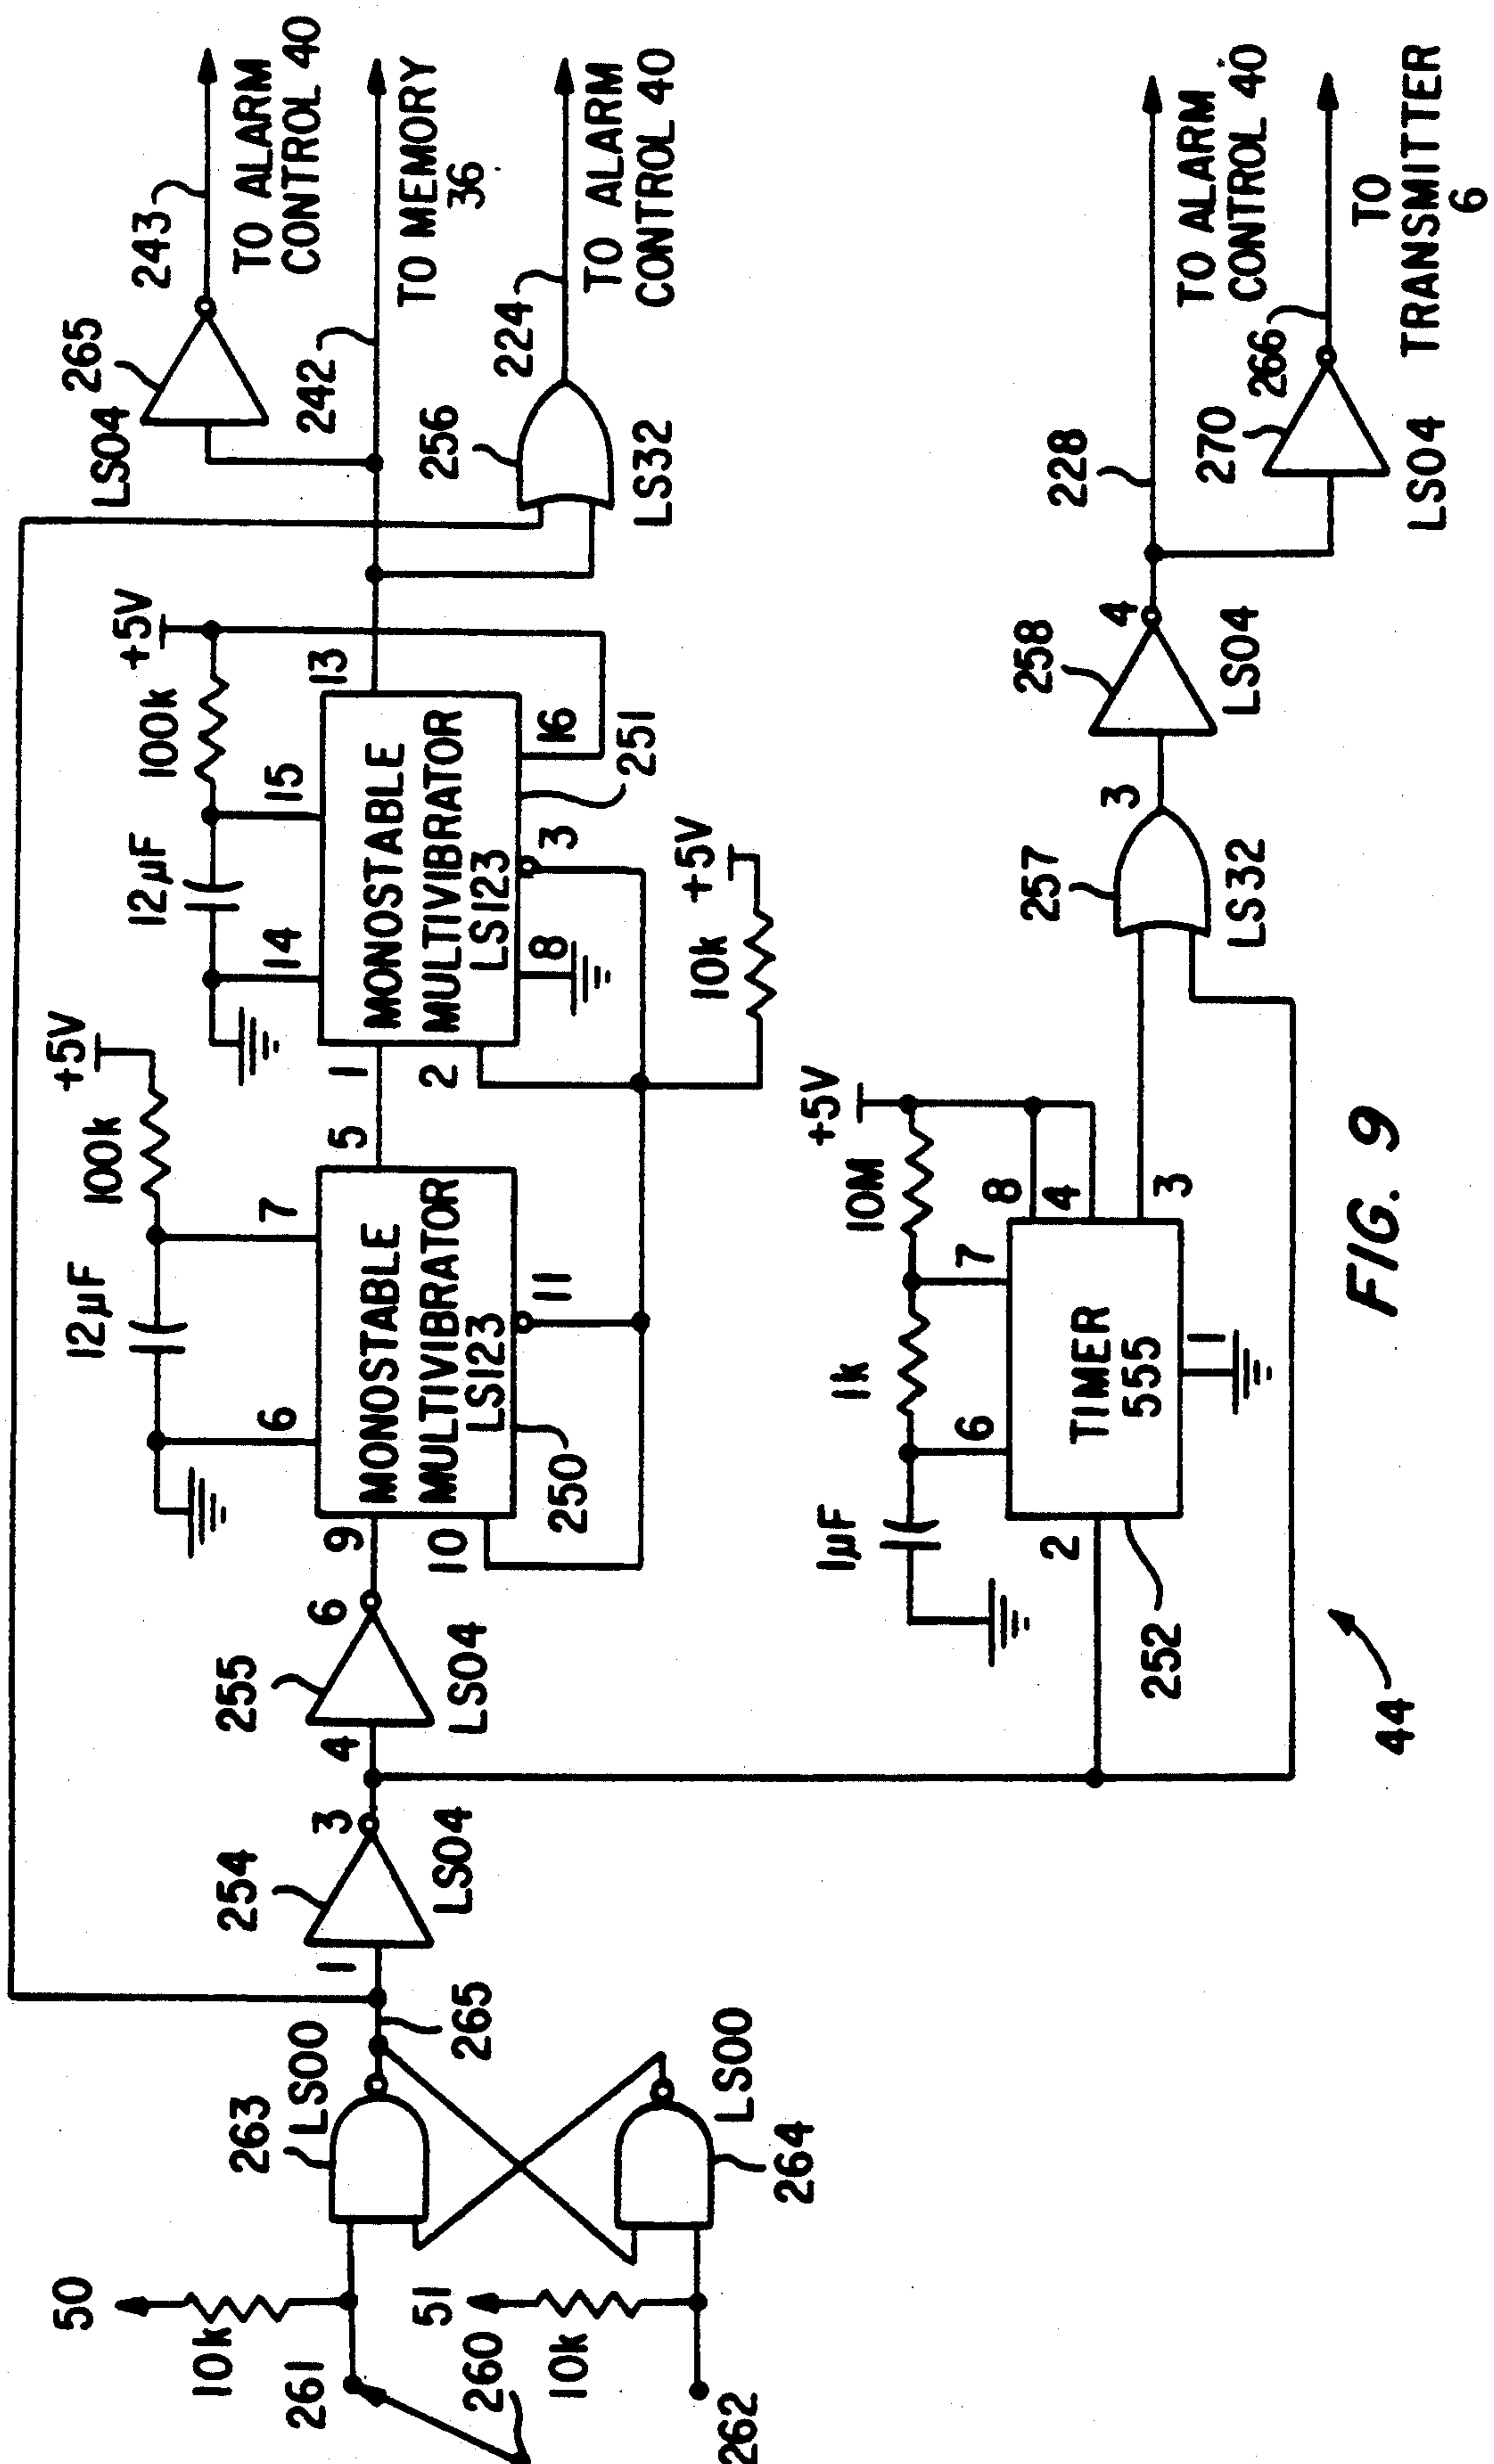 50
10k
261
51
260
10k
262
263
LS00
265
LS00
264
254
1
3
LS04
255
4
6
LS04
12µF
100k
+5V
6
7
9
10
MONOSTABLE
MULTIVIBRATOR
LS123
5
11
250
12µF
100k
+5V
14
15
13
1
2
MONOSTABLE
MULTIVIBRATOR
LS123
8
3
16
251
10k
+5V
LS04
265
243
TO ALARM
CONTROL 40
242
TO MEMORY
36
256
LS32
224
TO ALARM
CONTROL 40
1µF
1k
10M
+5V
6
7
8
4
2
TIMER
555
3
1
252
257
3
LS32
258
4
LS04
228
TO ALARM
CONTROL 40
270
LS04
266
TO
TRANSMITTER
6
44
FIG. 9